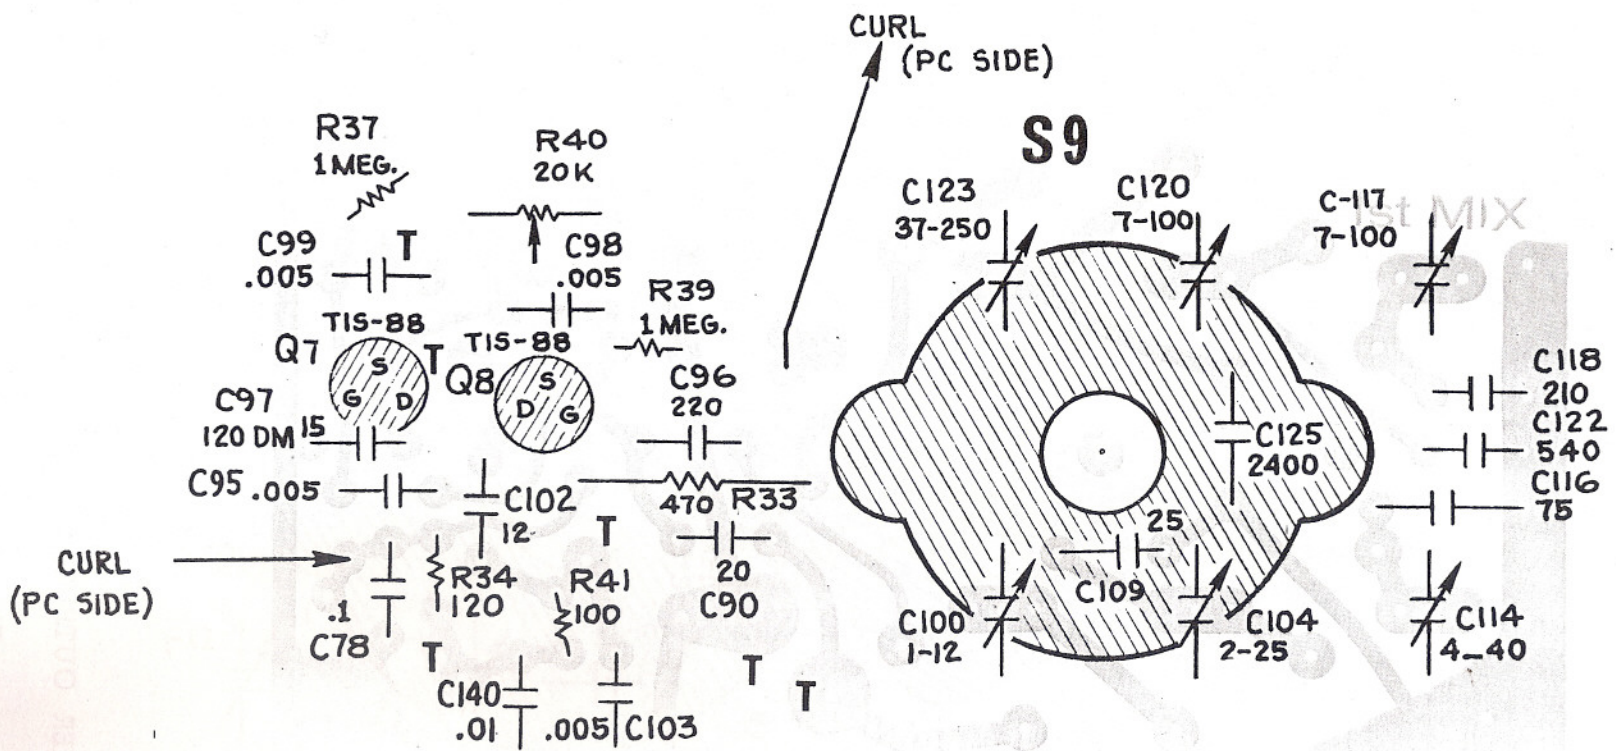 CURL
(PC SIDE)
S9
R37
1 MEG.
R40
20K
C123
37-250
C120
7-100
C-117
7-100
1st MIX
C99
.005
T
C98
.005
R39
1 MEG.
TIS-88
Q7
S
G
D
T
TIS-88
Q8
S
D
G
C96
220
C118
210
C97
120 DM 15
C122
540
C125
2400
C95 .005
C102
12
470 R33
C116
75
T
25
C109
CURL
(PC SIDE)
.1
C78
R34
120
R41
100
20
C90
C100
1-12
C104
2-25
C114
4-40
T
T
T
C140
.01
.005
C103